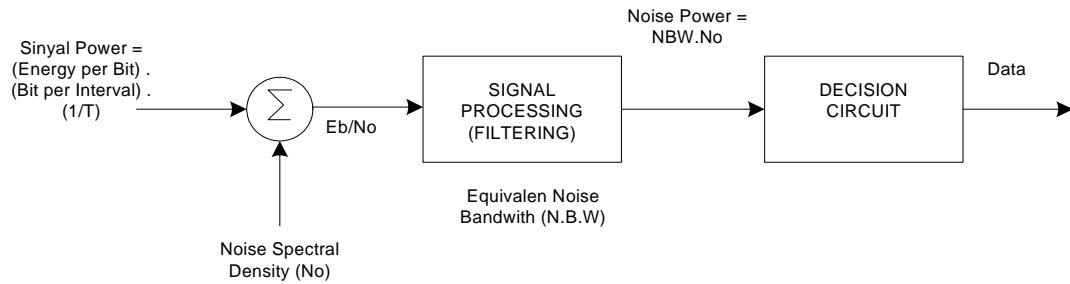 Sinyal Power =
(Energy per Bit) .
(Bit per Interval) .
(1/T)
Σ
Eb/No
Noise Spectral
Density (No)
SIGNAL
PROCESSING
(FILTERING)
Equivalen Noise
Bandwith (N.B.W)
Noise Power =
NBW.No
DECISION
CIRCUIT
Data